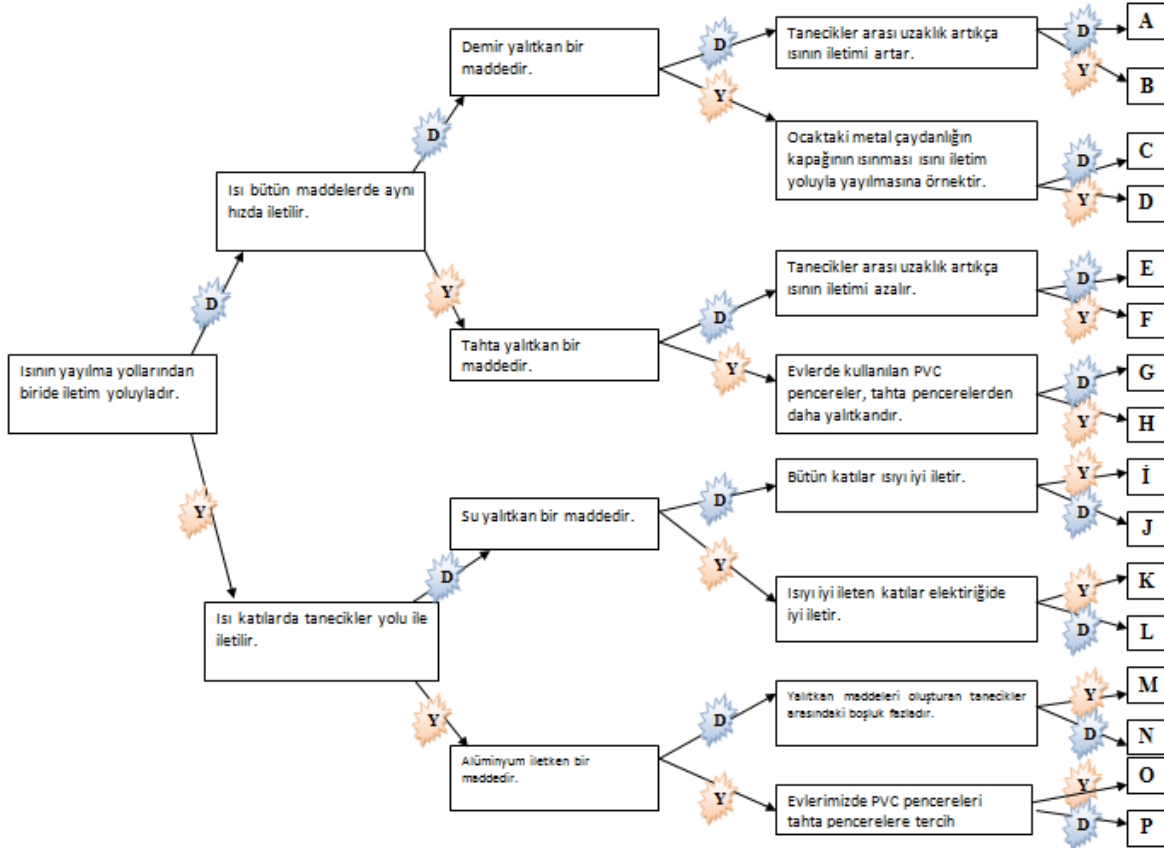 Isının yayılma yollarından
biride iletim yoluyladır.
D
Y
Isı bütün maddelerde aynı
hızda iletilir.
D
Y
Isı katılarda tanecikler yolu ile
iletilir.
D
Y
Demir yalıtkan bir
maddedir.
D
Y
Tahta yalıtkan bir
maddedir.
D
Y
Su yalıtkan bir maddedir.
D
Y
Alüminyum iletken bir
maddedir.
D
Y
Tanecikler arası uzaklık artıkça
ısının iletimi artar.
D
A
Y
B
Ocaktaki metal çaydanlığın
kapağının ısınması ısını iletim
yoluyla yayılmasına örnektir.
D
C
Y
D
Tanecikler arası uzaklık artıkça
ısının iletimi azalır.
D
E
Y
F
Evlerde kullanılan PVC
pencereler, tahta pencerelerden
daha yalıtkandır.
D
G
Y
H
Bütün katılar ısıyı iyi iletir.
Y
İ
D
J
Isıyı iyi ileten katılar elektiriğide
iyi iletir.
Y
K
D
L
Yalıtkan maddeleri oluşturan tanecikler
arasındaki boşluk fazladır.
Y
M
D
N
Evlerimizde PVC pencereleri
tahta pencerelere tercih
Y
O
D
P